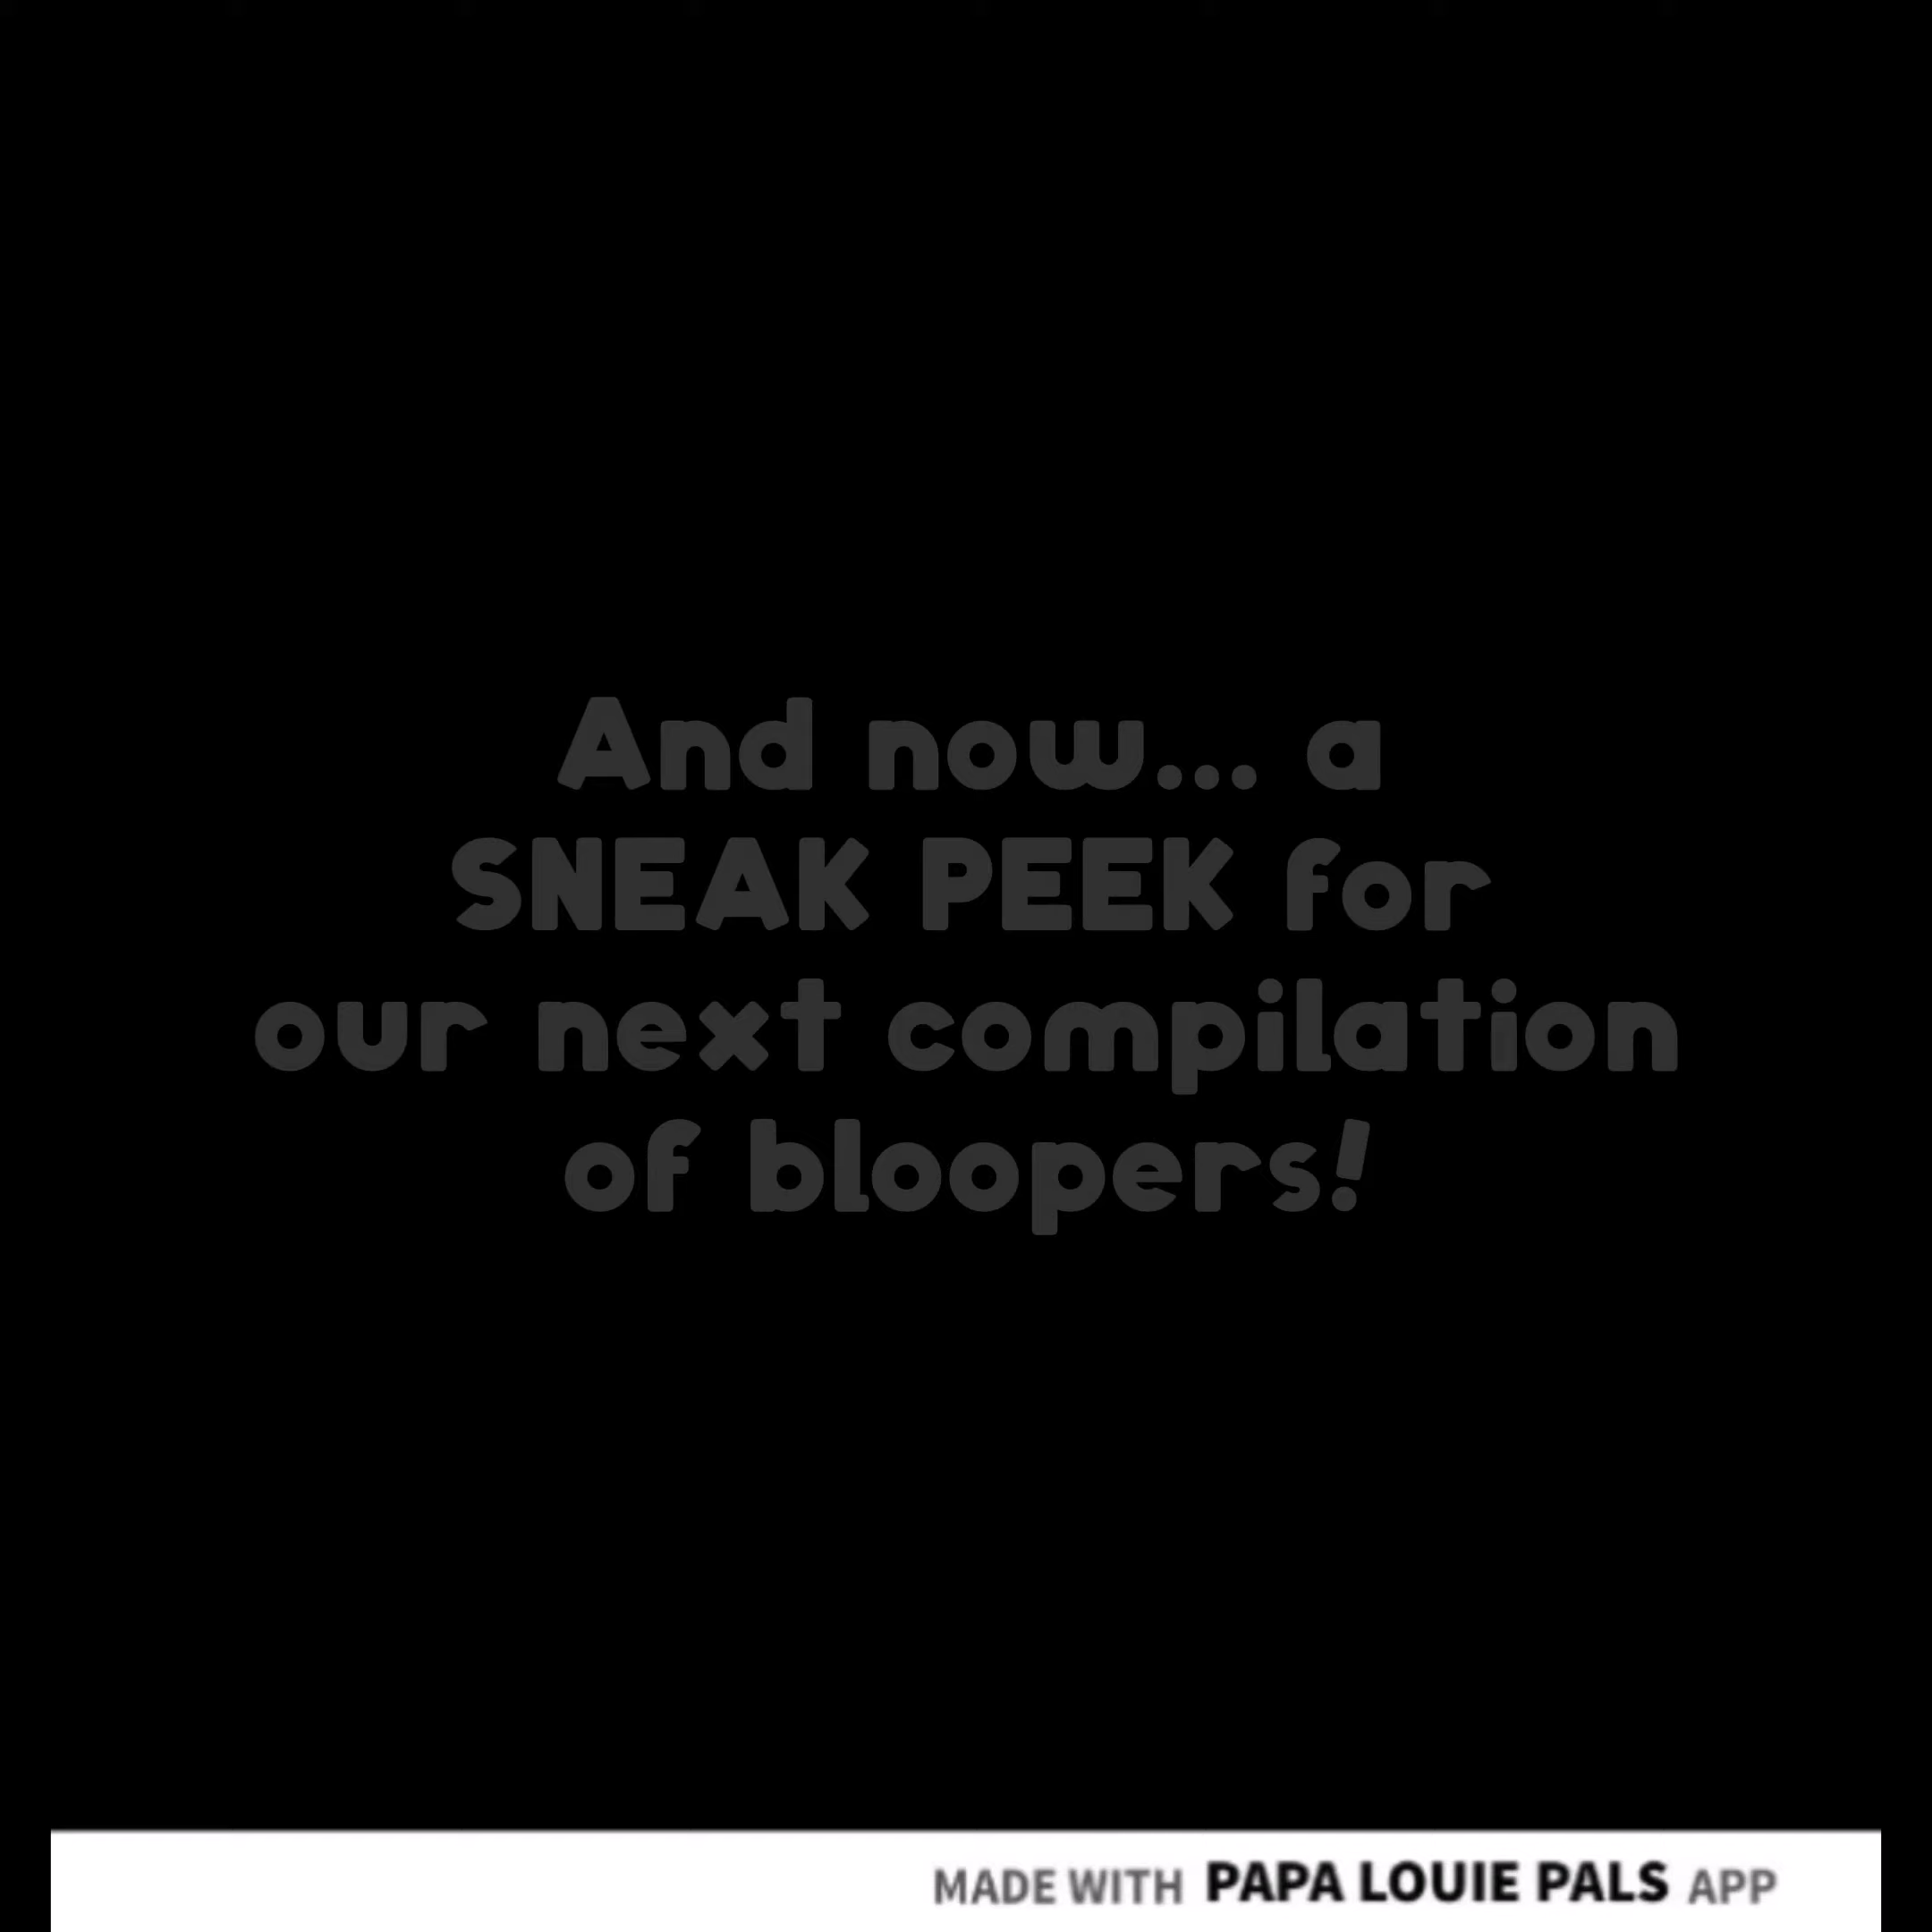 And now... a
SNEAK PEEK for
our next compilation
of bloopers!
MADE WITH PAPA LOUIE PALS APP